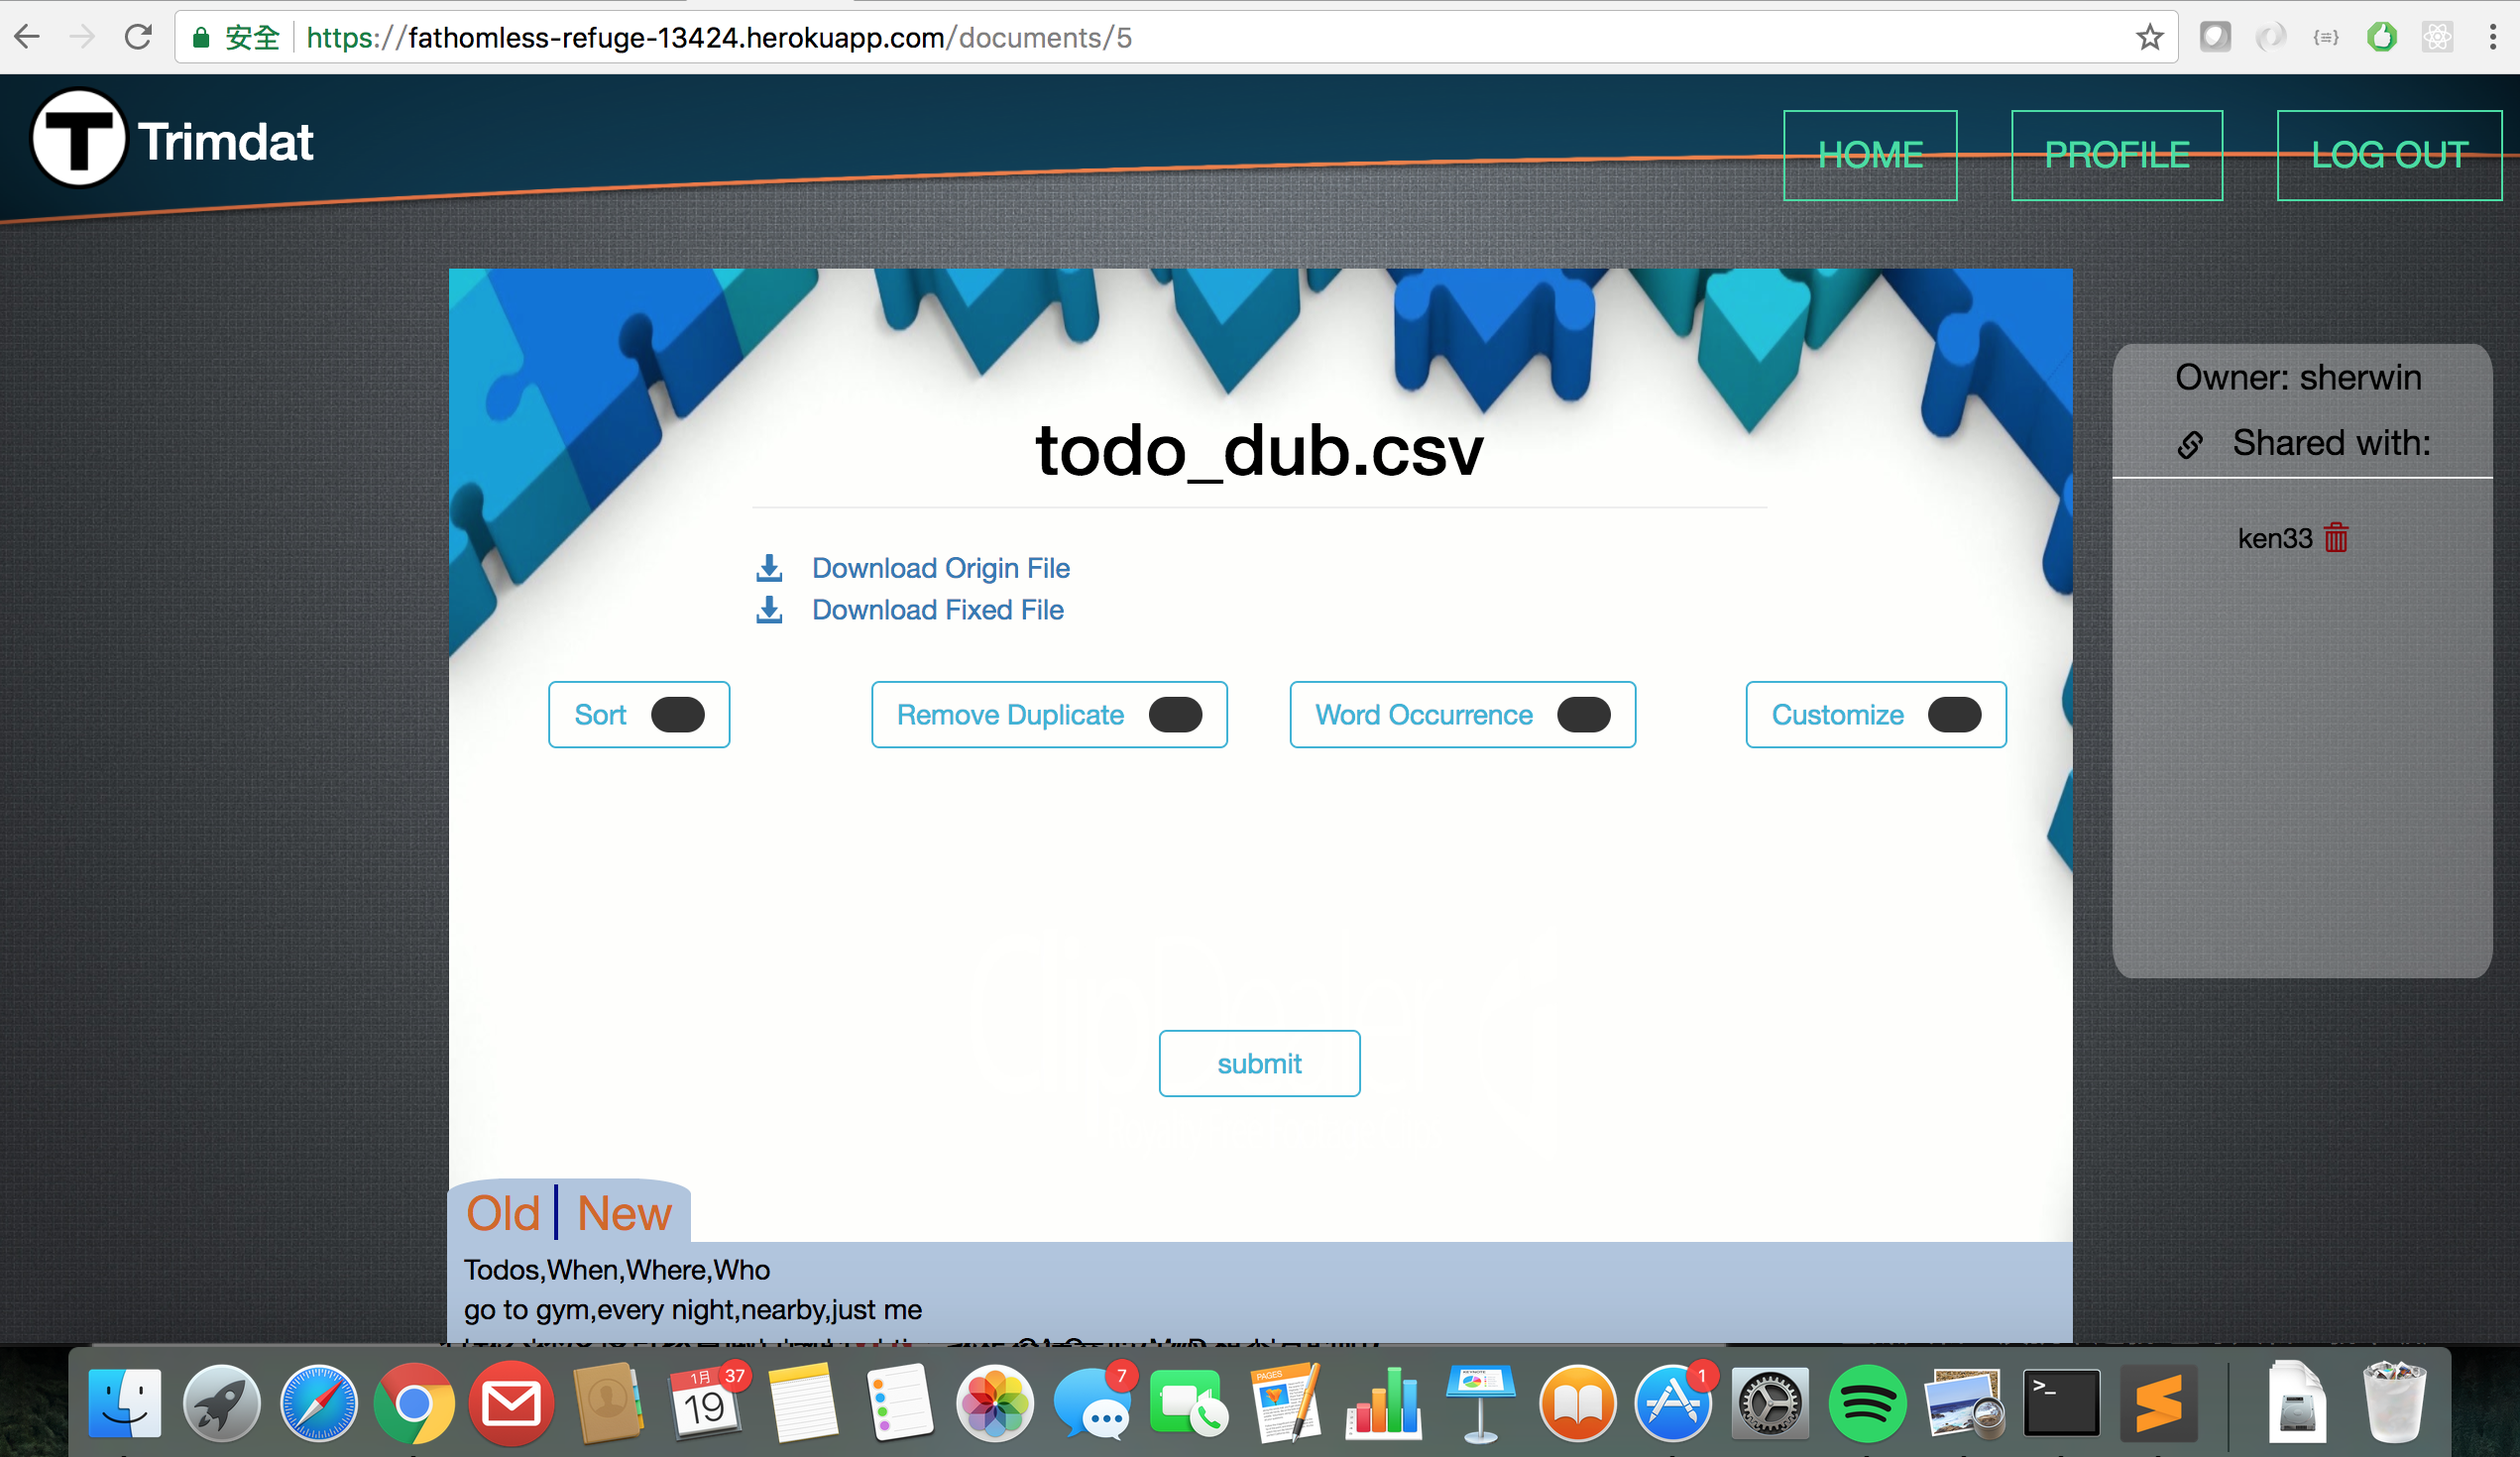 安全 https://fathomless-refuge-13424.herokuapp.com/documents/5
T Trimdat
HOME PROFILE LOG OUT
todo_dub.csv
Owner: sherwin
Shared with:
ken33
Download Origin File
Download Fixed File
Sort Remove Duplicate Word Occurrence Customize
submit
Old New
Todos,When,Where,Who
go to gym,every night,nearby,just me
1月 37
19
7
PAGES
1
>_